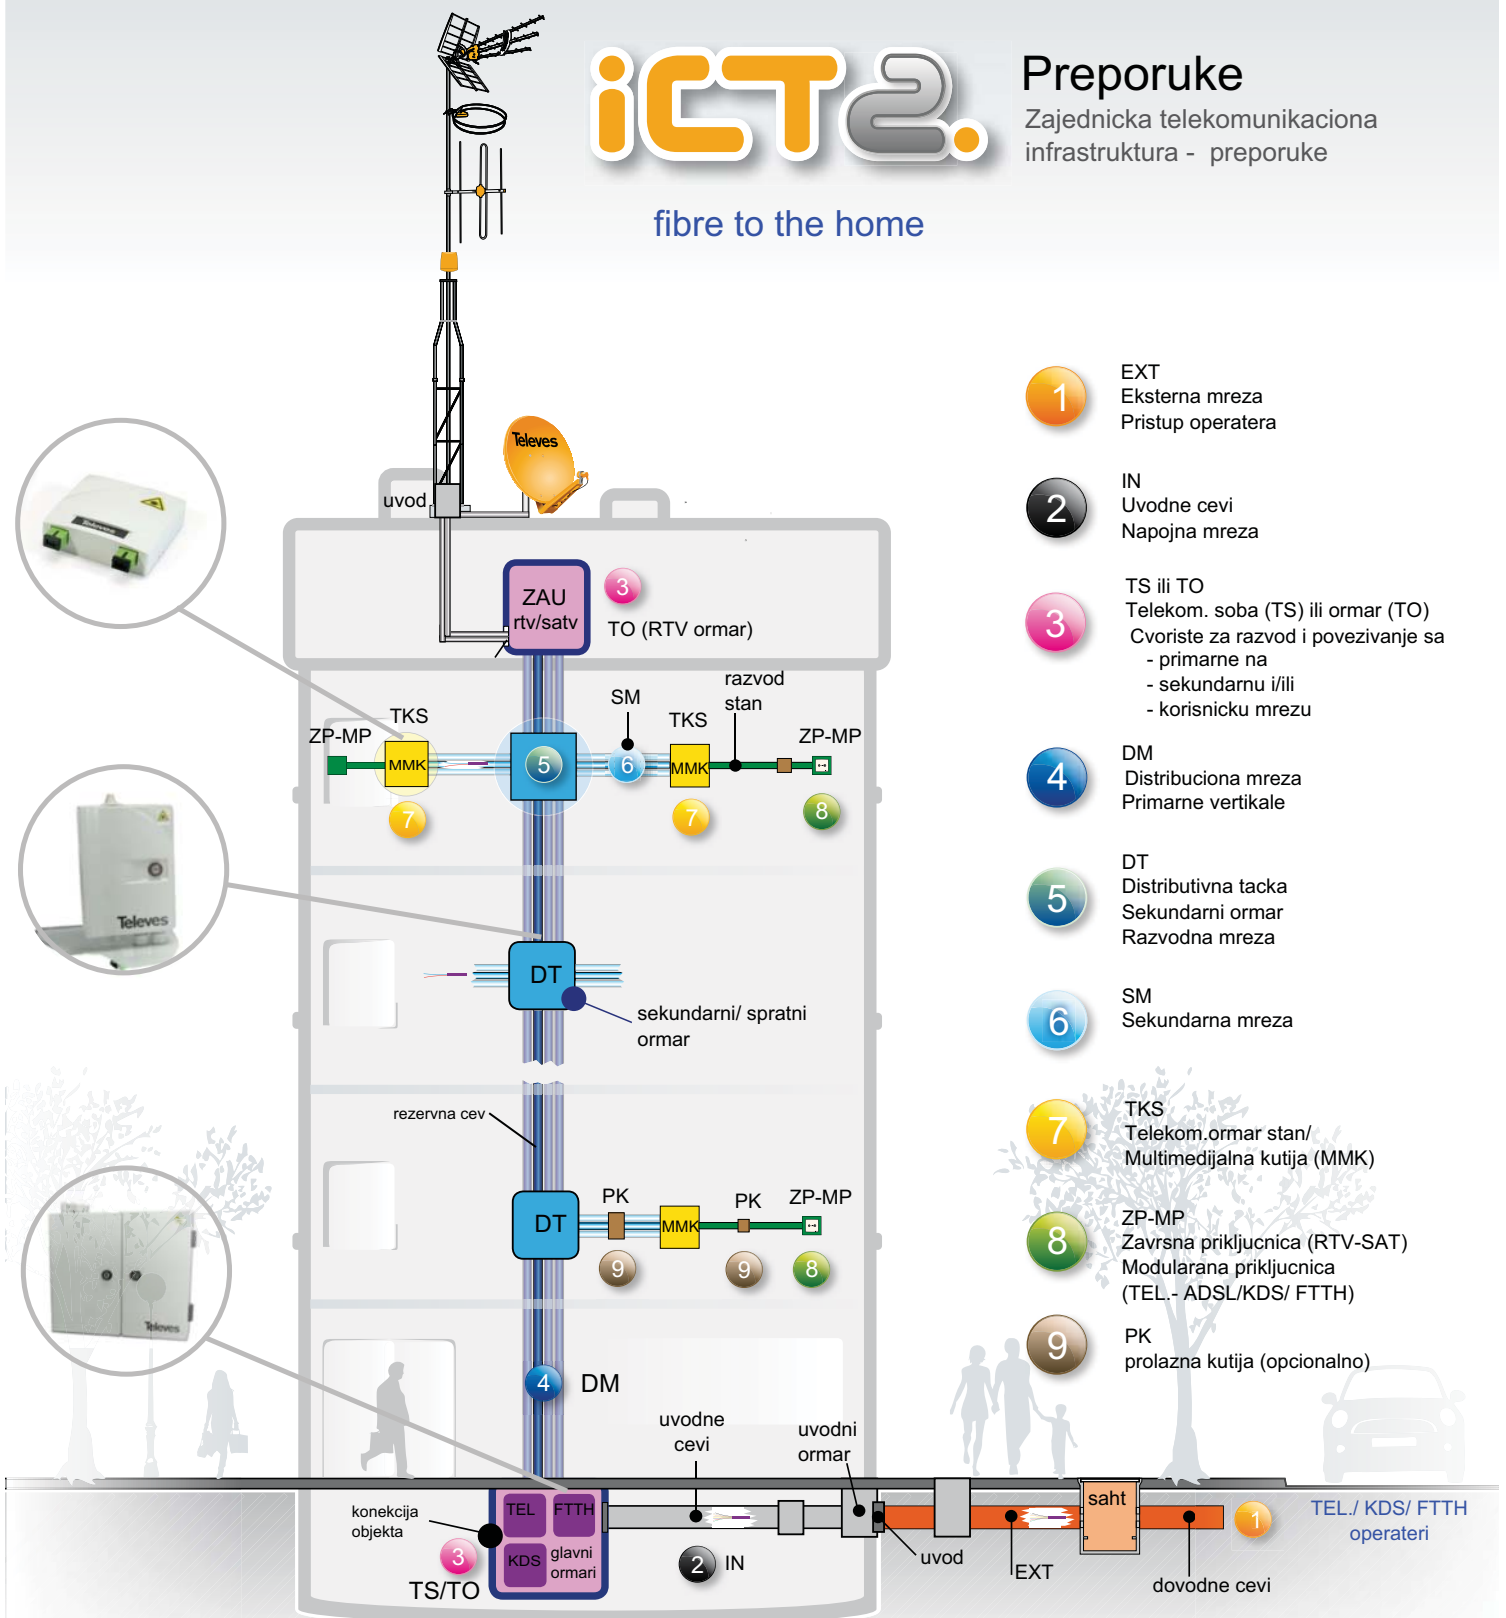 iCT2.
Preporuke
Zajednicka telekomunikaciona
infrastruktura - preporuke
fibre to the home
Televes
uvod
ZAU
rtv/satv
3
TO (RTV ormar)
Televes
ZP-MP
TKS
MMK
7
5
SM
6
TKS
MMK
7
razvod
stan
ZP-MP
8
Televes
DT
sekundarni/ spratni
ormar
rezervna cev
DT
PK
9
MMK
PK
9
ZP-MP
8
Televes
4
DM
uvodne
cevi
uvodni
ormar
konekcija
objekta
TEL
FTTH
KDS
glavni
ormari
3
TS/TO
2
IN
uvod
EXT
saht
dovodne cevi
1
TEL./ KDS/ FTTH
operateri
1
EXT
Eksterna mreza
Pristup operatera
2
IN
Uvodne cevi
Napojna mreza
3
TS ili TO
Telekom. soba (TS) ili ormar (TO)
Cvoriste za razvod i povezivanje sa
- primarne na
- sekundarnu i/ili
- korisnicku mrezu
4
DM
Distribuciona mreza
Primarne vertikale
5
DT
Distributivna tacka
Sekundarni ormar
Razvodna mreza
6
SM
Sekundarna mreza
7
TKS
Telekom.ormar stan/
Multimedijalna kutija (MMK)
8
ZP-MP
Zavrsna prikljucnica (RTV-SAT)
Modularana prikljucnica
(TEL.- ADSL/KDS/ FTTH)
9
PK
prolazna kutija (opcionalno)